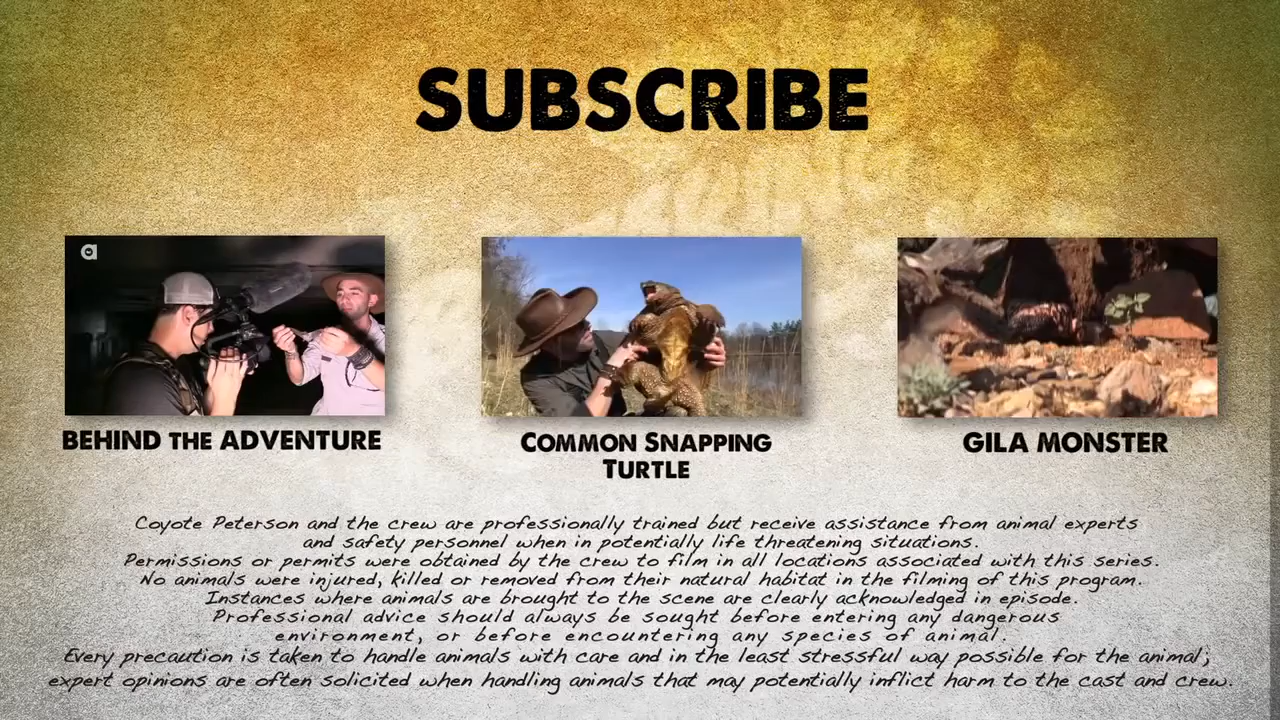 SUBSCRIBE
a
BEHIND THE ADVENTURE
COMMON SNAPPING
TURTLE
GILA MONSTER
Coyote Peterson and the crew are professionally trained but receive assistance from animal experts
and safety personnel when in potentially life threatening situations.
Permissions or permits were obtained by the crew to film in all locations associated with this series.
No animals were injured, killed or removed from their natural habitat in the filming of this program.
Instances where animals are brought to the scene are clearly acknowledged in episode.
Professional advice should always be sought before entering any dangerous
environment, or before encountering any species of animal.
Every precaution is taken to handle animals with care and in the least stressful way possible for the animal;
expert opinions are often solicited when handling animals that may potentially inflict harm to the cast and crew.